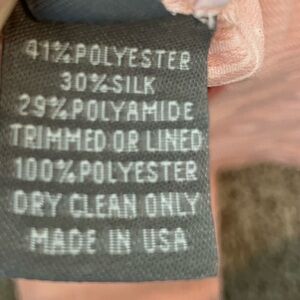 41%POLYESTER
30%SILK
29%POLYAMIDE
TRIMMED OR LINED
100%POLYESTER
DRY CLEAN ONLY
MADE IN USA